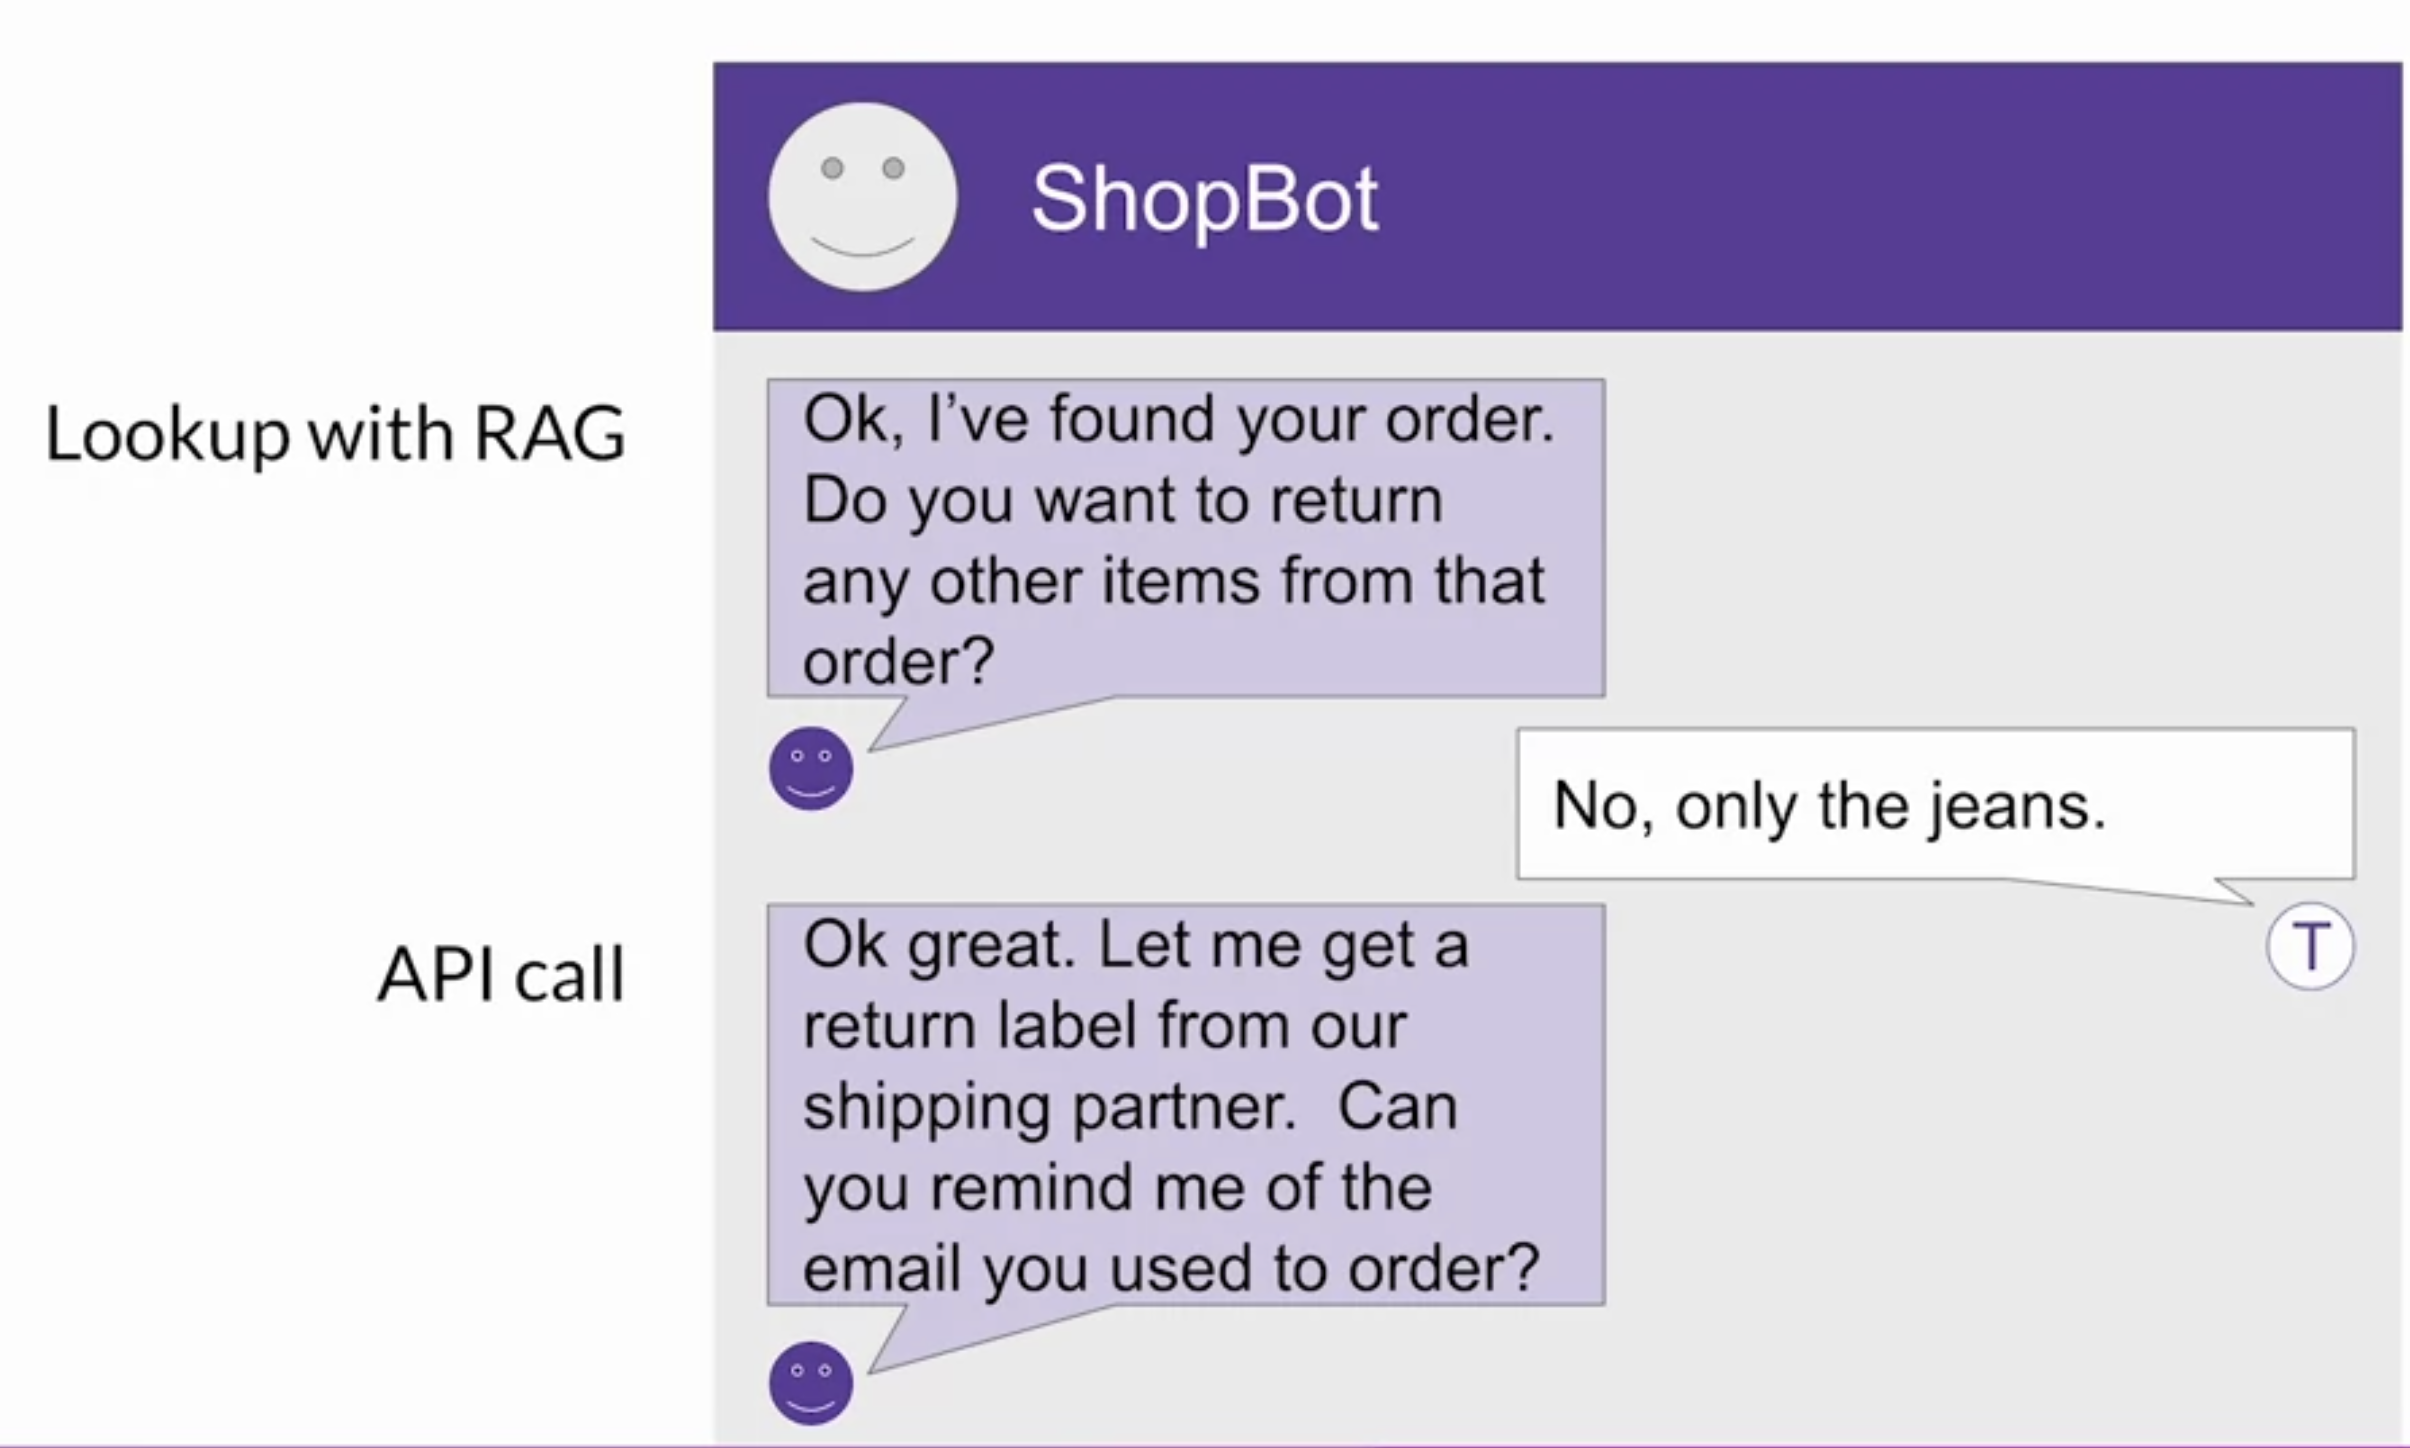 ShopBot
Lookup with RAG
Ok, I’ve found your order.
Do you want to return
any other items from that
order?
No, only the jeans.
T
API call
Ok great. Let me get a
return label from our
shipping partner.  Can
you remind me of the
email you used to order?